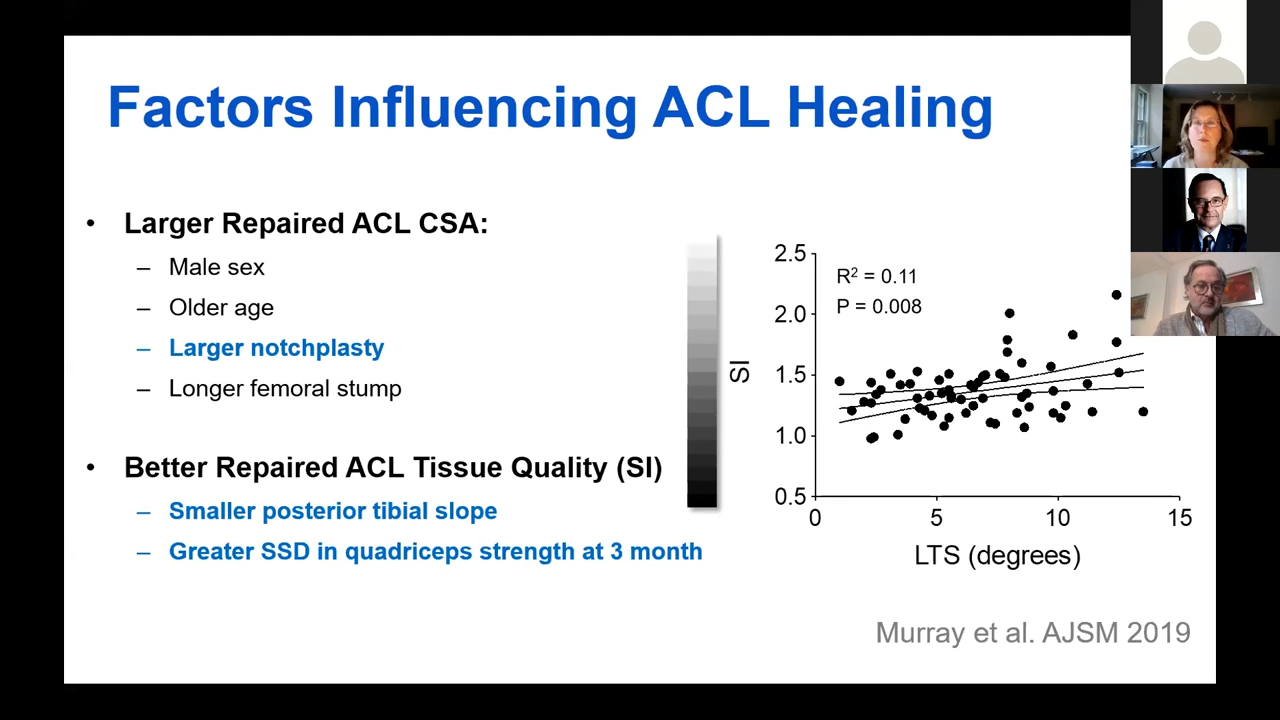 Factors Influencing ACL Healing
• Larger Repaired ACL CSA:
– Male sex
– Older age
– Larger notchplasty
– Longer femoral stump
• Better Repaired ACL Tissue Quality (SI)
– Smaller posterior tibial slope
– Greater SSD in quadriceps strength at 3 month
R² = 0.11
P = 0.008
SI
2.5
2.0
1.5
1.0
0.5
0 5 10 15
LTS (degrees)
Murray et al. AJSM 2019